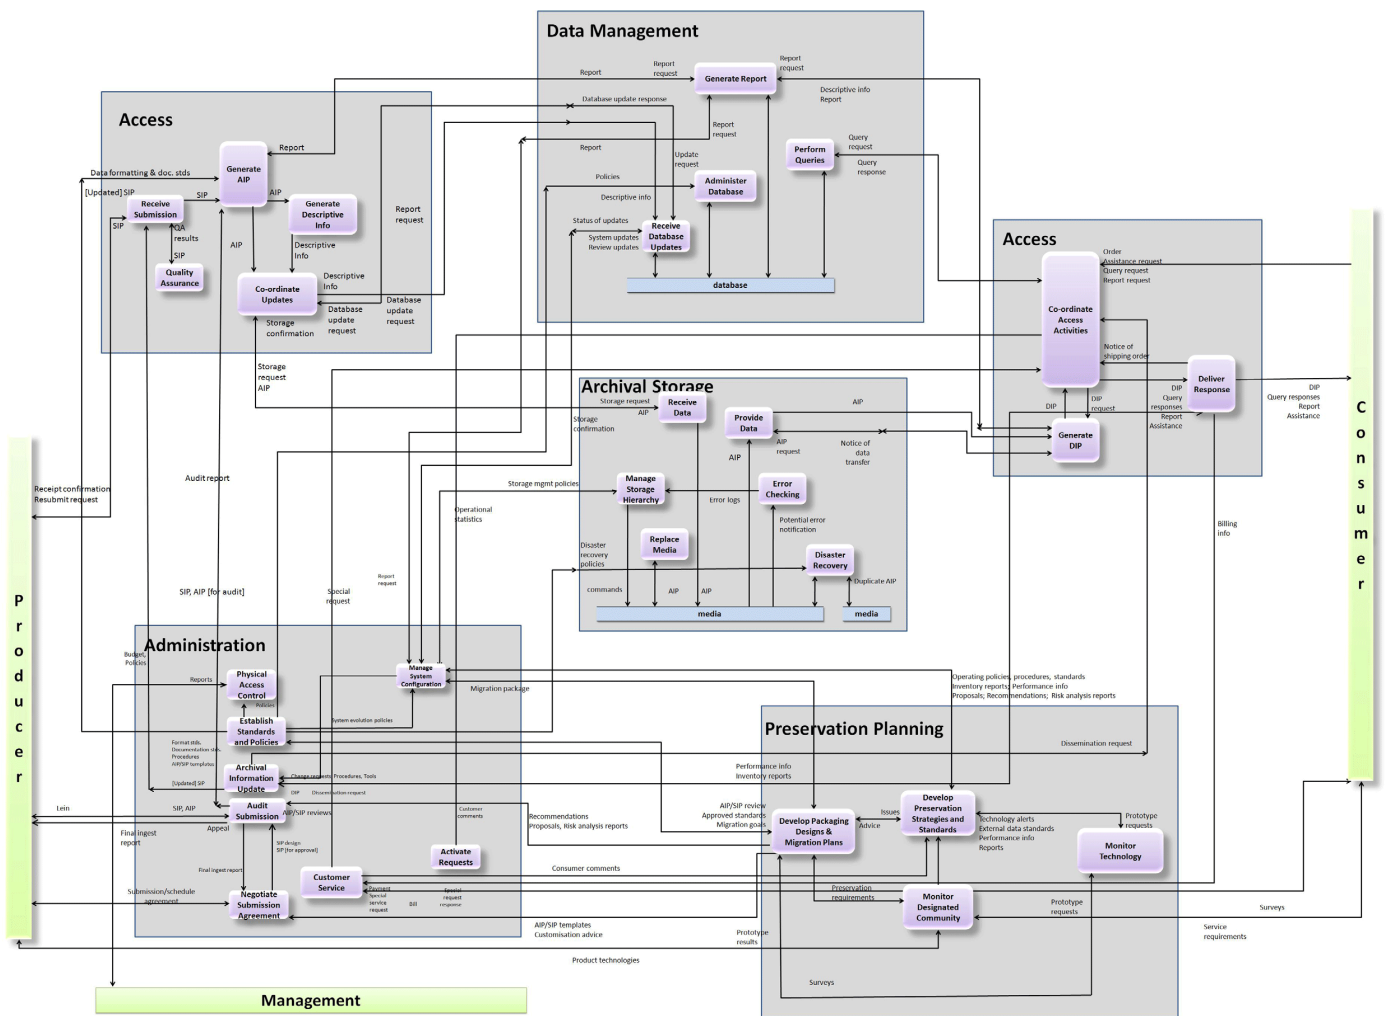 Data Management
Report
Report
request
Generate Report
Report
request
Descriptive info
Report
Database update response
Report
request
Report
Query
request
Perform
Queries
Query
response
Update
request
Policies
Administer
Database
Descriptive info
Status of updates
System updates
Review updates
Receive
Database
Updates
database
Access
Report
Generate
AIP
Data formatting & doc. stds
[Updated] SIP
SIP
AIP
Receive
Submission
SIP
QA
results
SIP
Quality
Assurance
Generate
Descriptive
Info
AIP
Descriptive
Info
Co-ordinate
Updates
Descriptive
Info
Storage
confirmation
Database
update
request
Database
update
request
Report
request
Storage
request
AIP
Access
Order
Assistance request
Query request
Report request
Co-ordinate
Access
Activities
Notice of
shipping order
Deliver
Response
DIP
Query
responses
Report
Assistance
DIP
DIP
request
Generate
DIP
DIP
Query responses
Report
Assistance
Billing
info
Consumer
Archival Storage
Storage request
AIP
Storage
confirmation
Receive
Data
Provide
Data
AIP
AIP
request
AIP
Notice of
data
transfer
Storage mgmt policies
Manage
Storage
Hierarchy
Error logs
Error
Checking
Operational
statistics
Potential error
notification
Replace
Media
Disaster
recovery
policies
Disaster
Recovery
Duplicate AIP
commands
AIP
AIP
media
media
Producer
Receipt confirmation
Resubmit request
Audit report
SIP, AIP [for audit]
Special
request
Report
request
Administration
Budget,
Policies
Reports
Physical
Access
Control
Policies
Manage
System
Configuration
Migration package
Establish
Standards
and Policies
System evolution policies
Format stds.
Documentation stds.
Procedures
AIP/SIP templates
[Updated] SIP
Archival
Information
Update
Change requests Procedures, Tools
DIP
Dissemination request
SIP, AIP
Audit
Submission
AIP/SIP reviews
Appeal
Lein
Final ingest
report
SIP design
SIP [for approval]
Final ingest report
Customer
comments
Activate
Requests
Customer
Service
Payment
Special
service
request
Bill
Special
request
response
Submission/schedule
agreement
Negotiate
Submission
Agreement
Recommendations
Proposals, Risk analysis reports
Consumer comments
AIP/SIP templates
Customisation advice
Product technologies
Management
Operating policies, procedures, standards
Inventory reports; Performance info
Proposals; Recommendations; Risk analysis reports
Preservation Planning
Dissemination request
Performance info
Inventory reports
AIP/SIP review
Approved standards
Migration goals
Develop Packaging
Designs &
Migration Plans
Issues
Advice
Develop
Preservation
Strategies and
Standards
Technology alerts
External data standards
Performance info
Reports
Prototype
requests
Monitor
Technology
Preservation
requirements
Monitor
Designated
Community
Prototype
requests
Prototype
results
Surveys
Surveys
Service
requirements